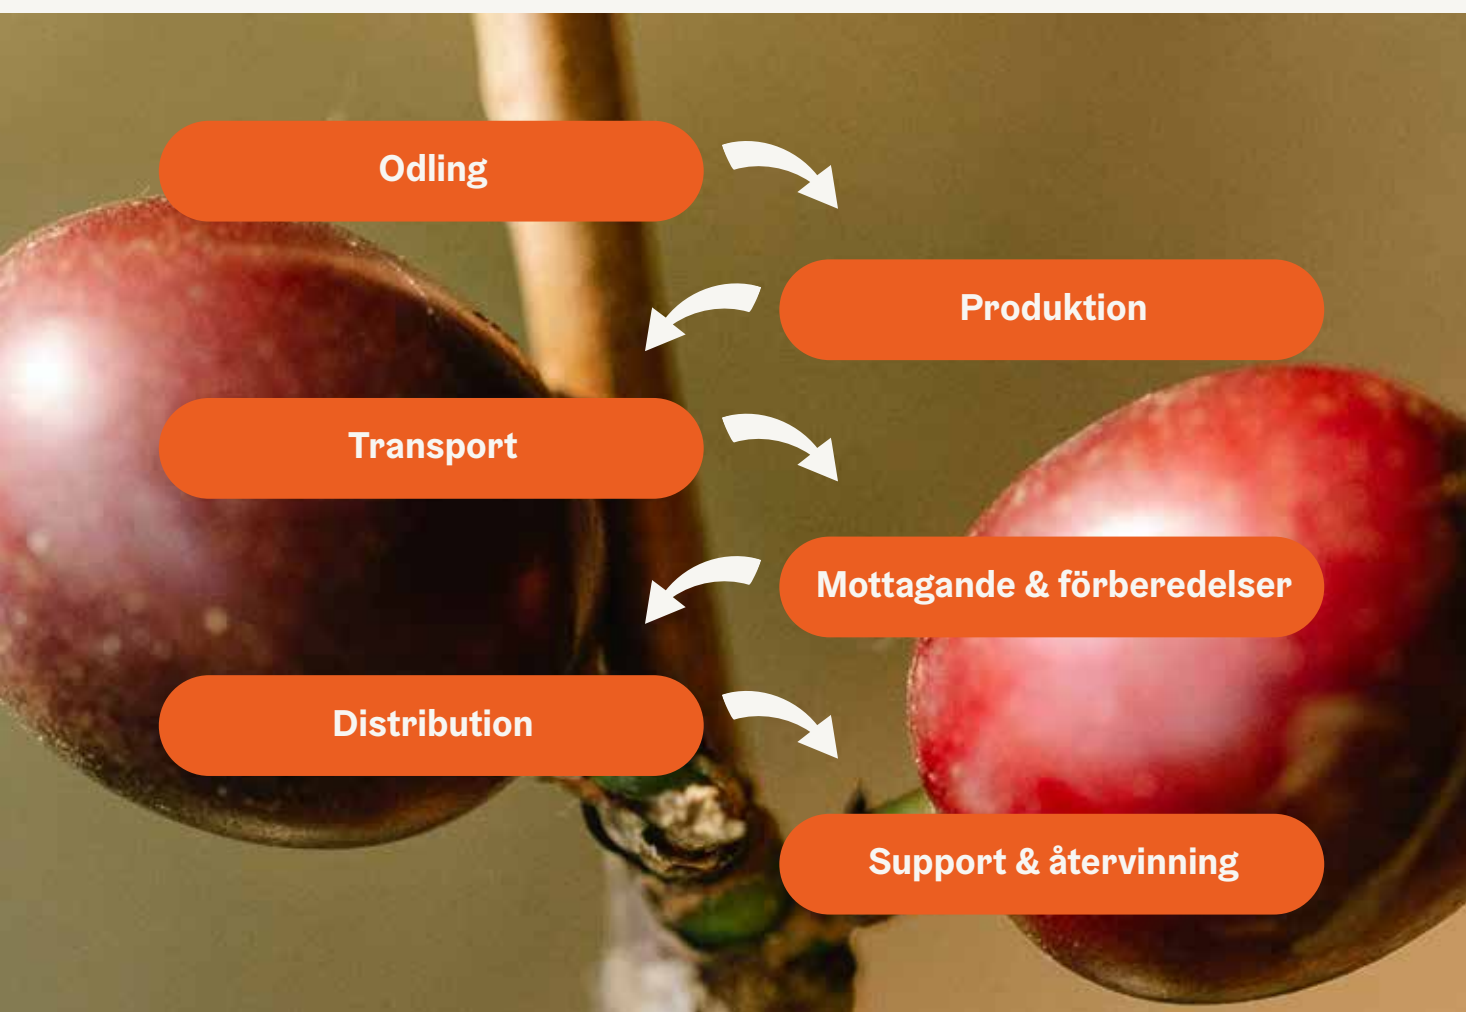 Odling
Produktion
Transport
Mottagande & förberedelser
Distribution
Support & återvinning